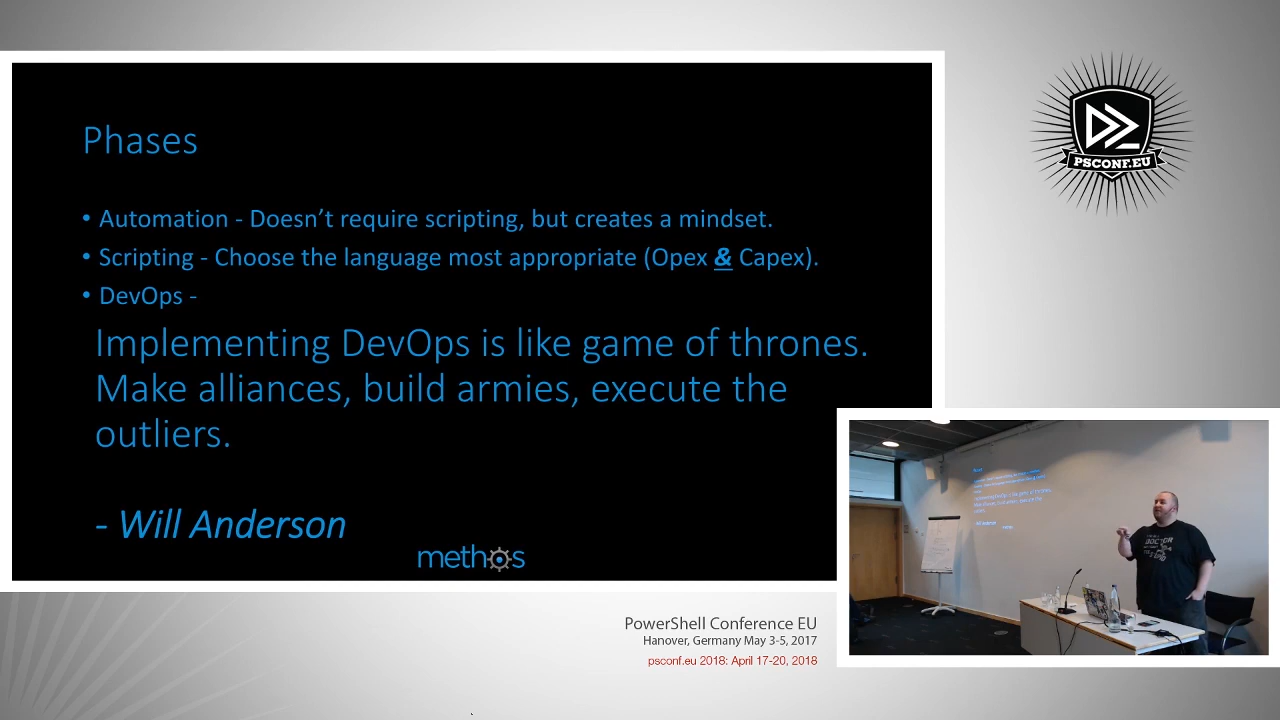 Phases
• Automation - Doesn’t require scripting, but creates a mindset.
• Scripting - Choose the language most appropriate (Opex & Capex).
• DevOps -
Implementing DevOps is like game of thrones.
Make alliances, build armies, execute the
outliers.
- Will Anderson
methos
PSCONF.EU
PowerShell Conference EU
Hanover, Germany May 3-5, 2017
psconf.eu 2018: April 17-20, 2018